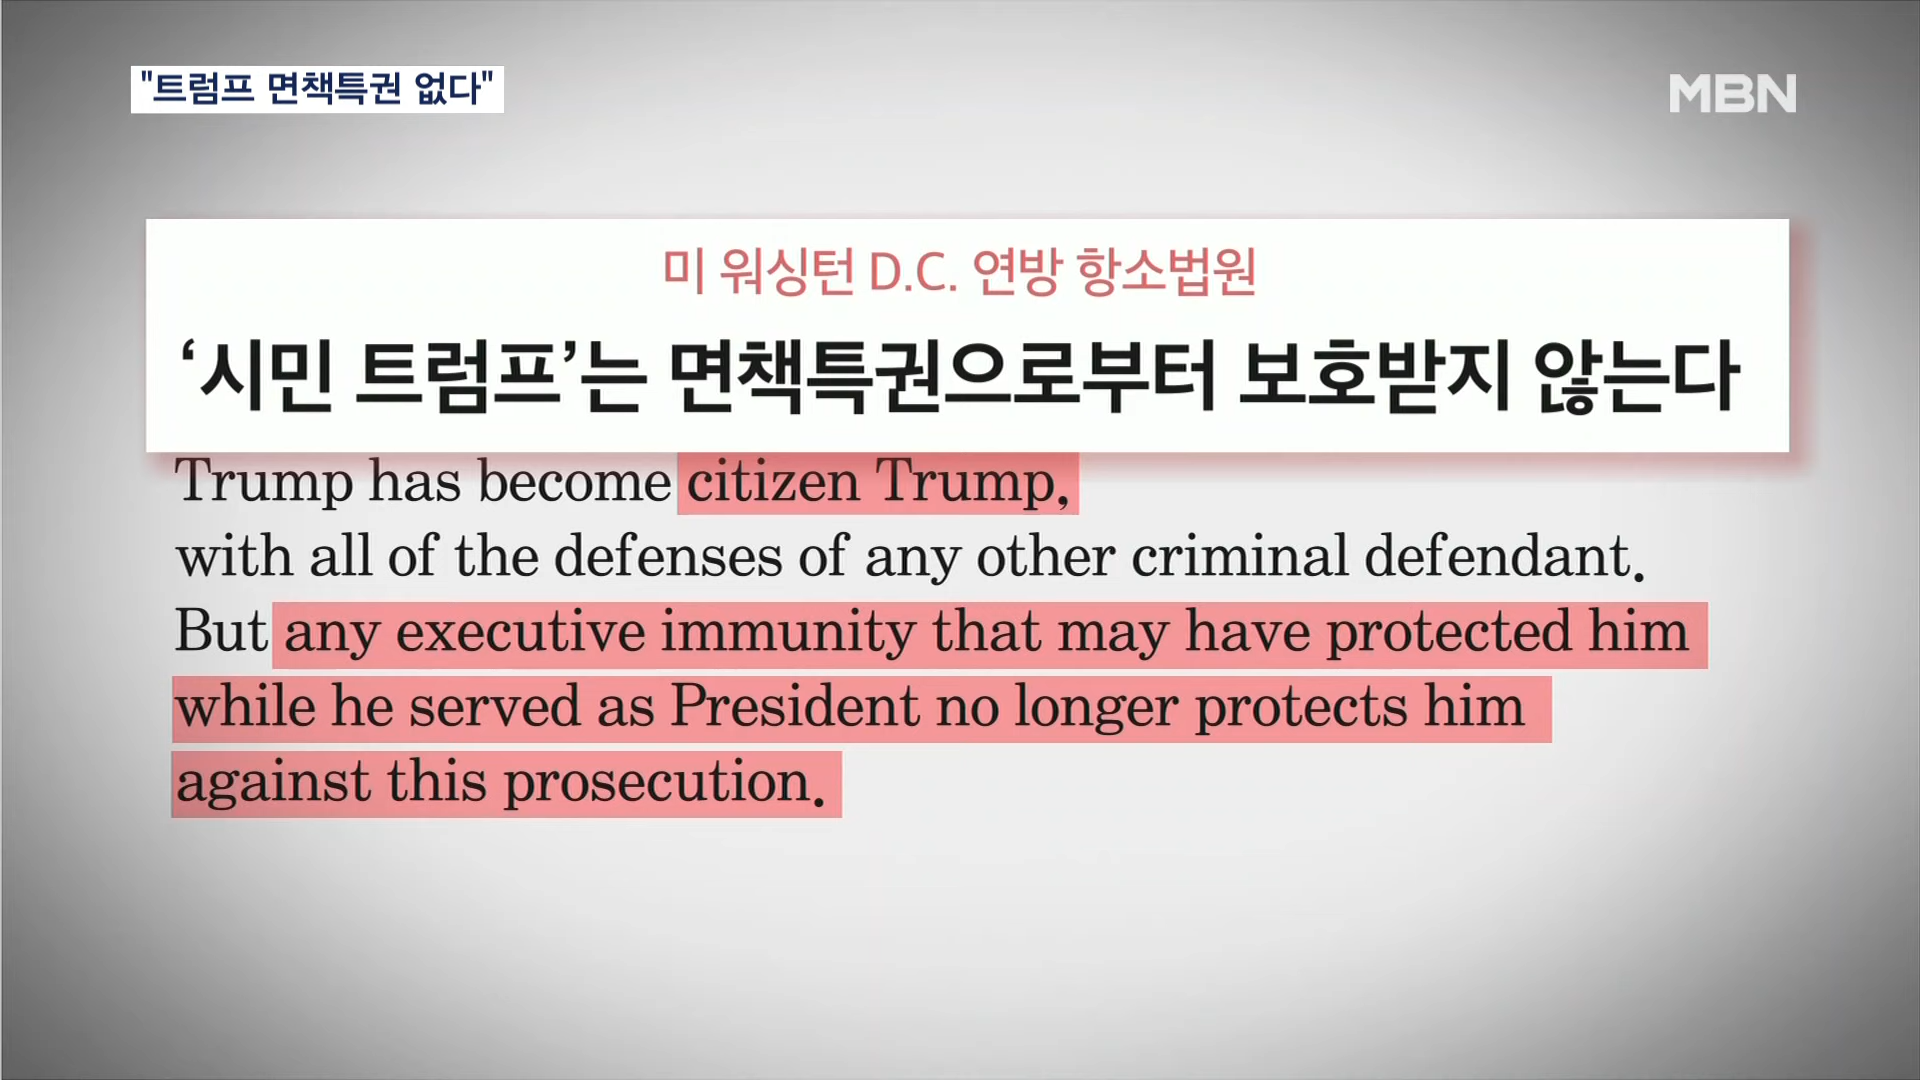 "트럼프 면책특권 없다"
MBN
미 워싱턴 D.C. 연방 항소법원
‘시민 트럼프’는 면책특권으로부터 보호받지 않는다
Trump has become citizen Trump,
with all of the defenses of any other criminal defendant.
But any executive immunity that may have protected him
while he served as President no longer protects him
against this prosecution.